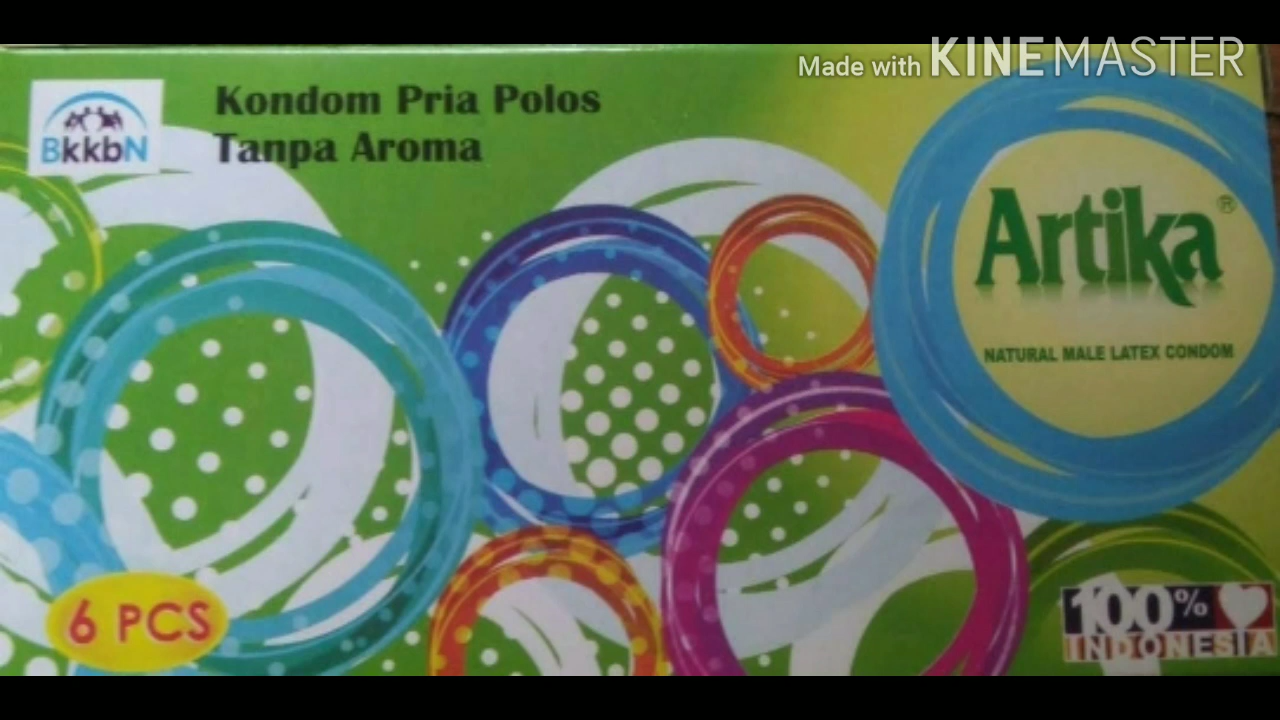 Made with KINEMASTER
BkkbN
Kondom Pria Polos
Tanpa Aroma
Artika®
NATURAL MALE LATEX CONDOM
6 PCS
100%
INDONESIA